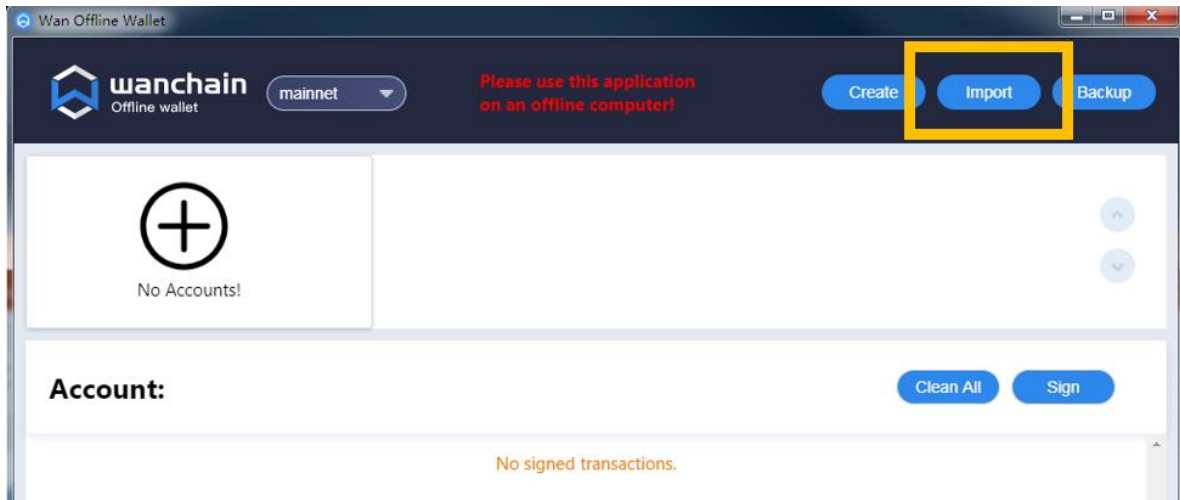 Wan Offline Wallet
wanchain
Offline wallet
mainnet
Please use this application
on an offline computer!
Create
Import
Backup
No Accounts!
Account:
Clean All
Sign
No signed transactions.